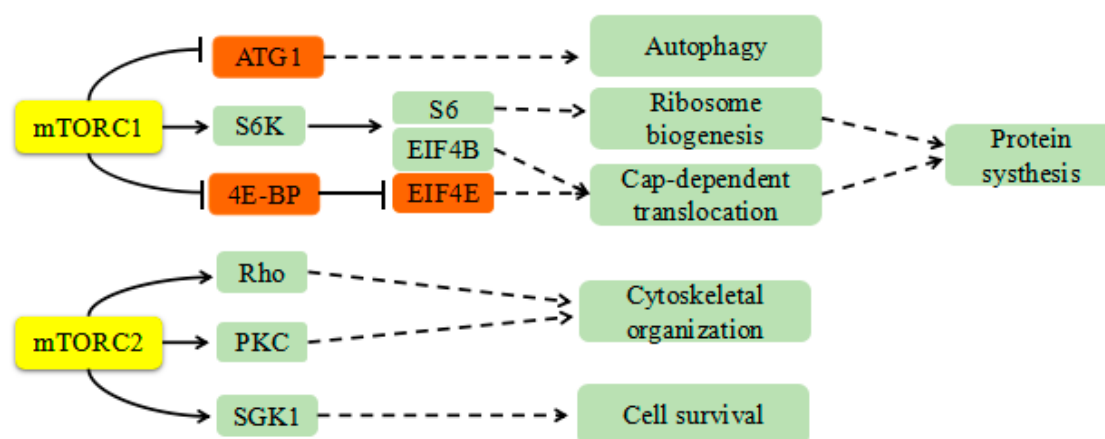 ATG1
Autophagy
mTORC1
S6K
S6
EIF4B
Ribosome
biogenesis
4E-BP
EIF4E
Cap-dependent
translocation
Protein
systhesis
Rho
Cytoskeletal
organization
mTORC2
PKC
SGK1
Cell survival